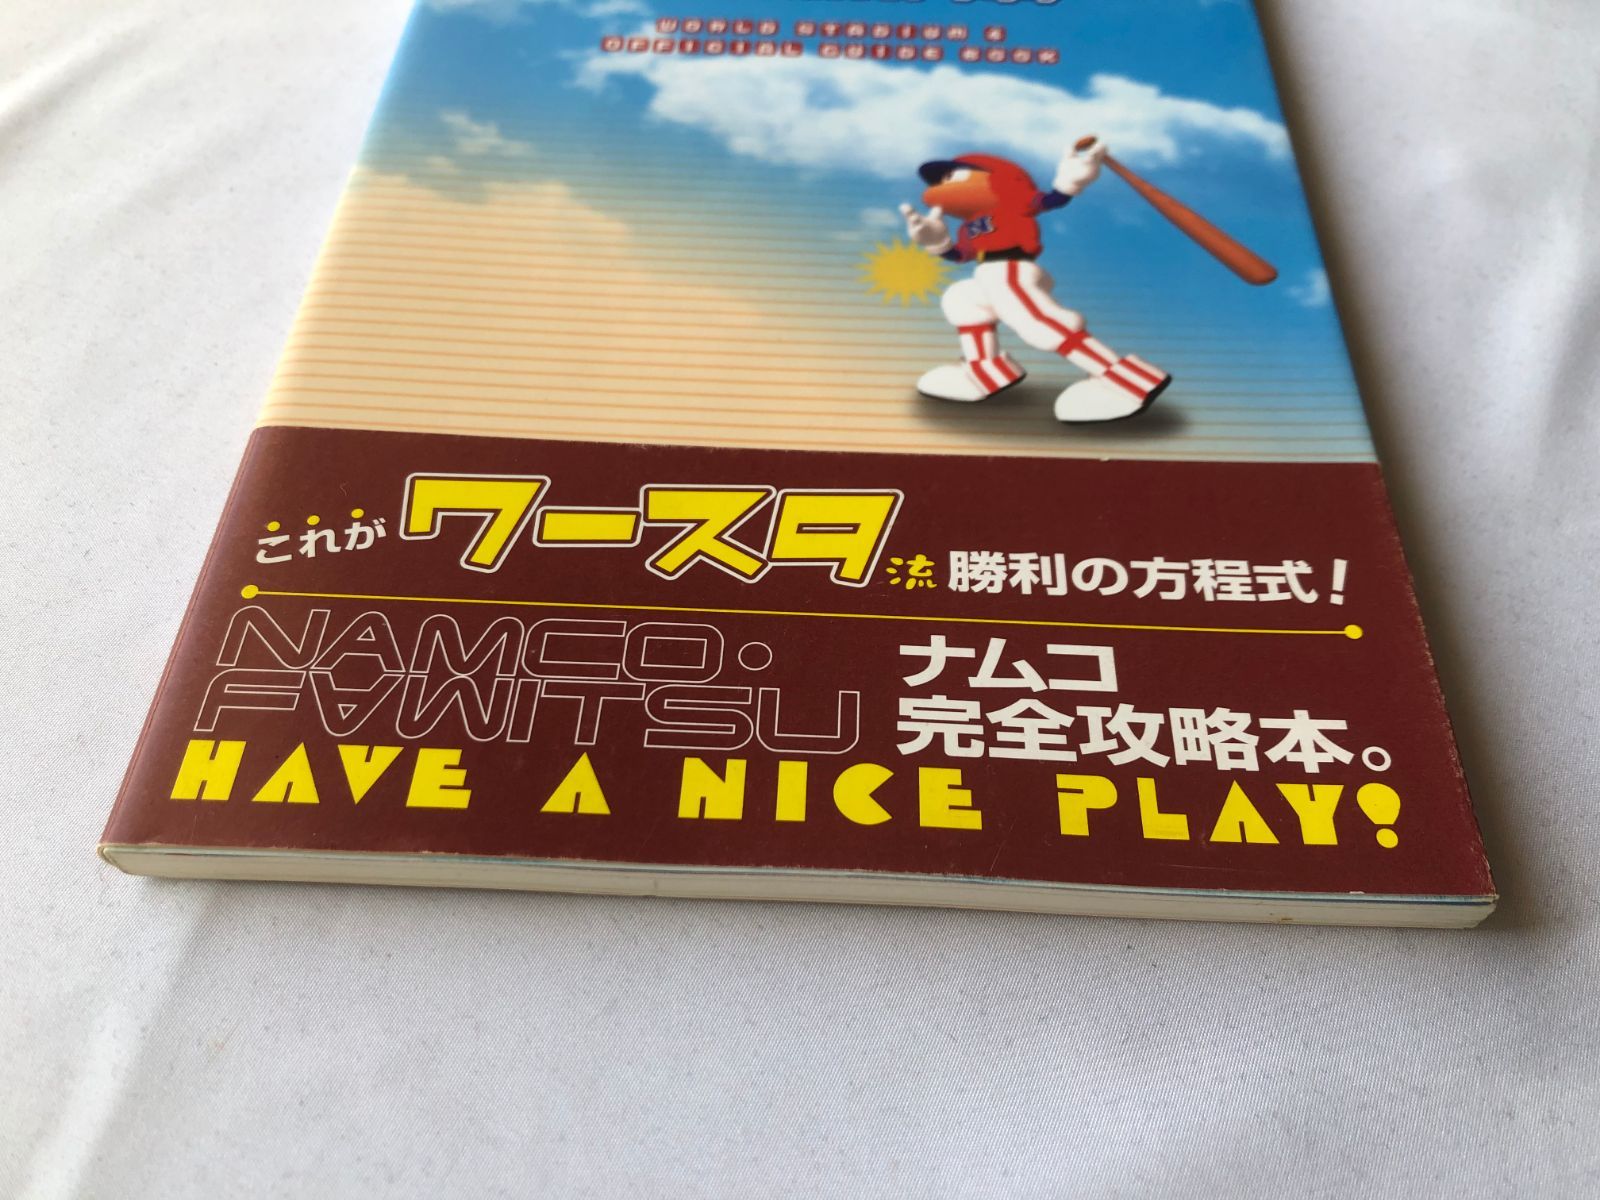 WORLD STADIUM 4
OFFICIAL GUIDE BOOK
N
これが ワースタ流 勝利の方程式！
NAMCO・
FAMITSU
ナムコ
完全攻略本。
HAVE A NICE PLAY!